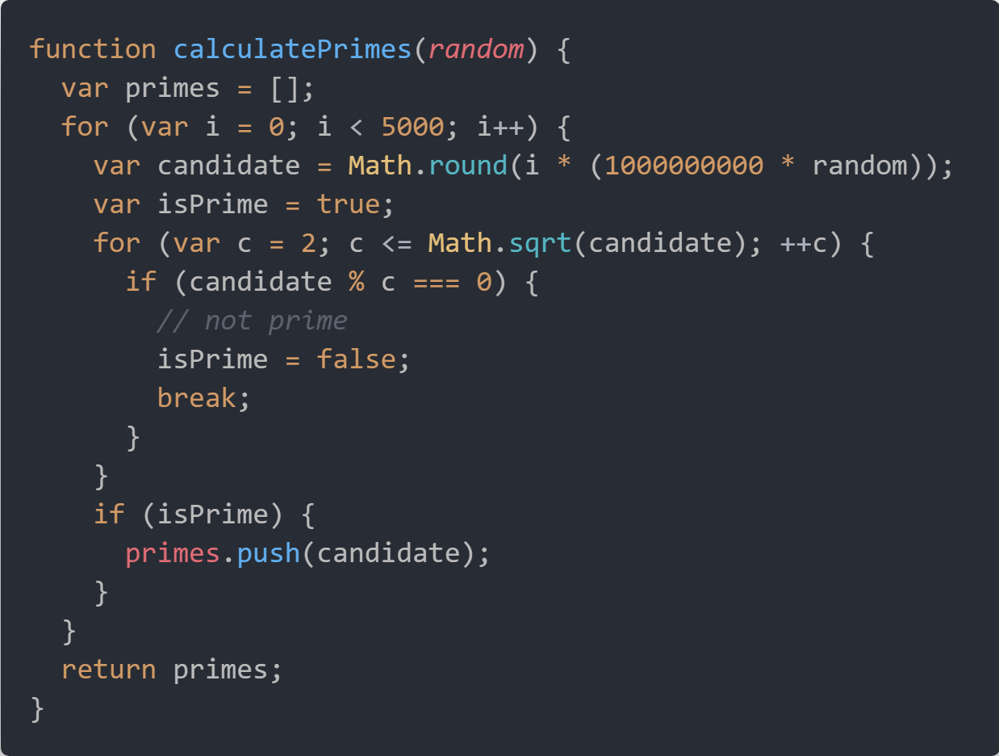 function calculatePrimes(random) {
  var primes = [];
  for (var i = 0; i < 5000; i++) {
    var candidate = Math.round(i * (1000000000 * random));
    var isPrime = true;
    for (var c = 2; c <= Math.sqrt(candidate); ++c) {
      if (candidate % c === 0) {
        // not prime
        isPrime = false;
        break;
      }
    }
    if (isPrime) {
      primes.push(candidate);
    }
  }
  return primes;
}